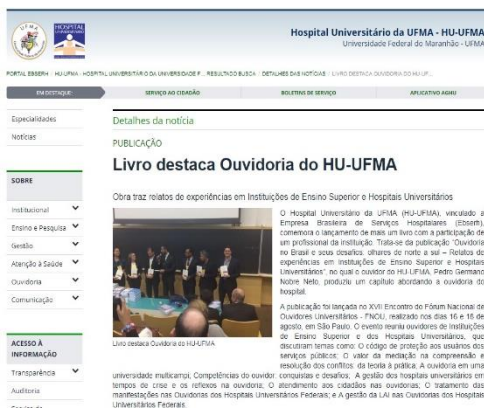 UFMA
HOSPITAL
UNIVERSITÁRIO
Hospital Universitário da UFMA - HU-UFMA
Universidade Federal do Maranhão - UFMA
PORTAL EBSERH HU-UFMA - HOSPITAL UNIVERSITÁRIO DA UNIVERSIDADE F... RESULTADO BUSCA DETALHES DAS NOTÍCIAS LIVRO DESTACA OUVIDORIA DO HU-UF...
EM DESTAQUE:
SERVIÇO AO CIDADÃO
BOLETINS DE SERVIÇO
APLICATIVO AGHU
Especialidades
Notícias
SOBRE
Institucional
Ensino e Pesquisa
Gestão
Atenção à Saúde
Ouvidoria
Comunicação
ACESSO À
INFORMAÇÃO
Transparência
Auditoria
Detalhes da notícia
PUBLICAÇÃO
Livro destaca Ouvidoria do HU-UFMA
Obra traz relatos de experiências em Instituições de Ensino Superior e Hospitais Universitários
Livro destaca Ouvidoria do HU-UFMA
O Hospital Universitário da UFMA (HU-UFMA), vinculado a
Empresa Brasileira de Serviços Hospitalares (Ebserh),
comemora o lançamento de mais um livro com a participação de
um profissional da instituição. Trata-se da publicação "Ouvidoria
no Brasil e seus desafios, olhares de norte a sul – Relatos de
experiências em Instituições de Ensino Superior e Hospitais
Universitários", no qual o ouvidor do HU-UFMA, Pedro Germano
Nobre Neto, produziu um capítulo abordando a ouvidoria do
hospital.
A publicação foi lançada no XVII Encontro do Fórum Nacional de
Ouvidores Universitários - FNOU, realizado nos dias 16 e 18 de
agosto, em São Paulo. O evento reuniu ouvidores de Instituições
de Ensino Superior e dos Hospitais Universitários, que
discutiram temas como: O código de proteção aos usuários dos
serviços públicos; O valor da mediação na compreensão e
resolução dos conflitos: da teoria à prática; A ouvidoria em uma
universidade multicampi, Competências do ouvidor: conquistas e desafios; A gestão dos hospitais universitários em
tempos de crise e os reflexos na ouvidoria; O atendimento aos cidadãos nas ouvidorias; O tratamento das
manifestações nas Ouvidorias dos Hospitais Universitários Federais; e A gestão da LAI nas Ouvidorias dos Hospitais
Universitários Federais.